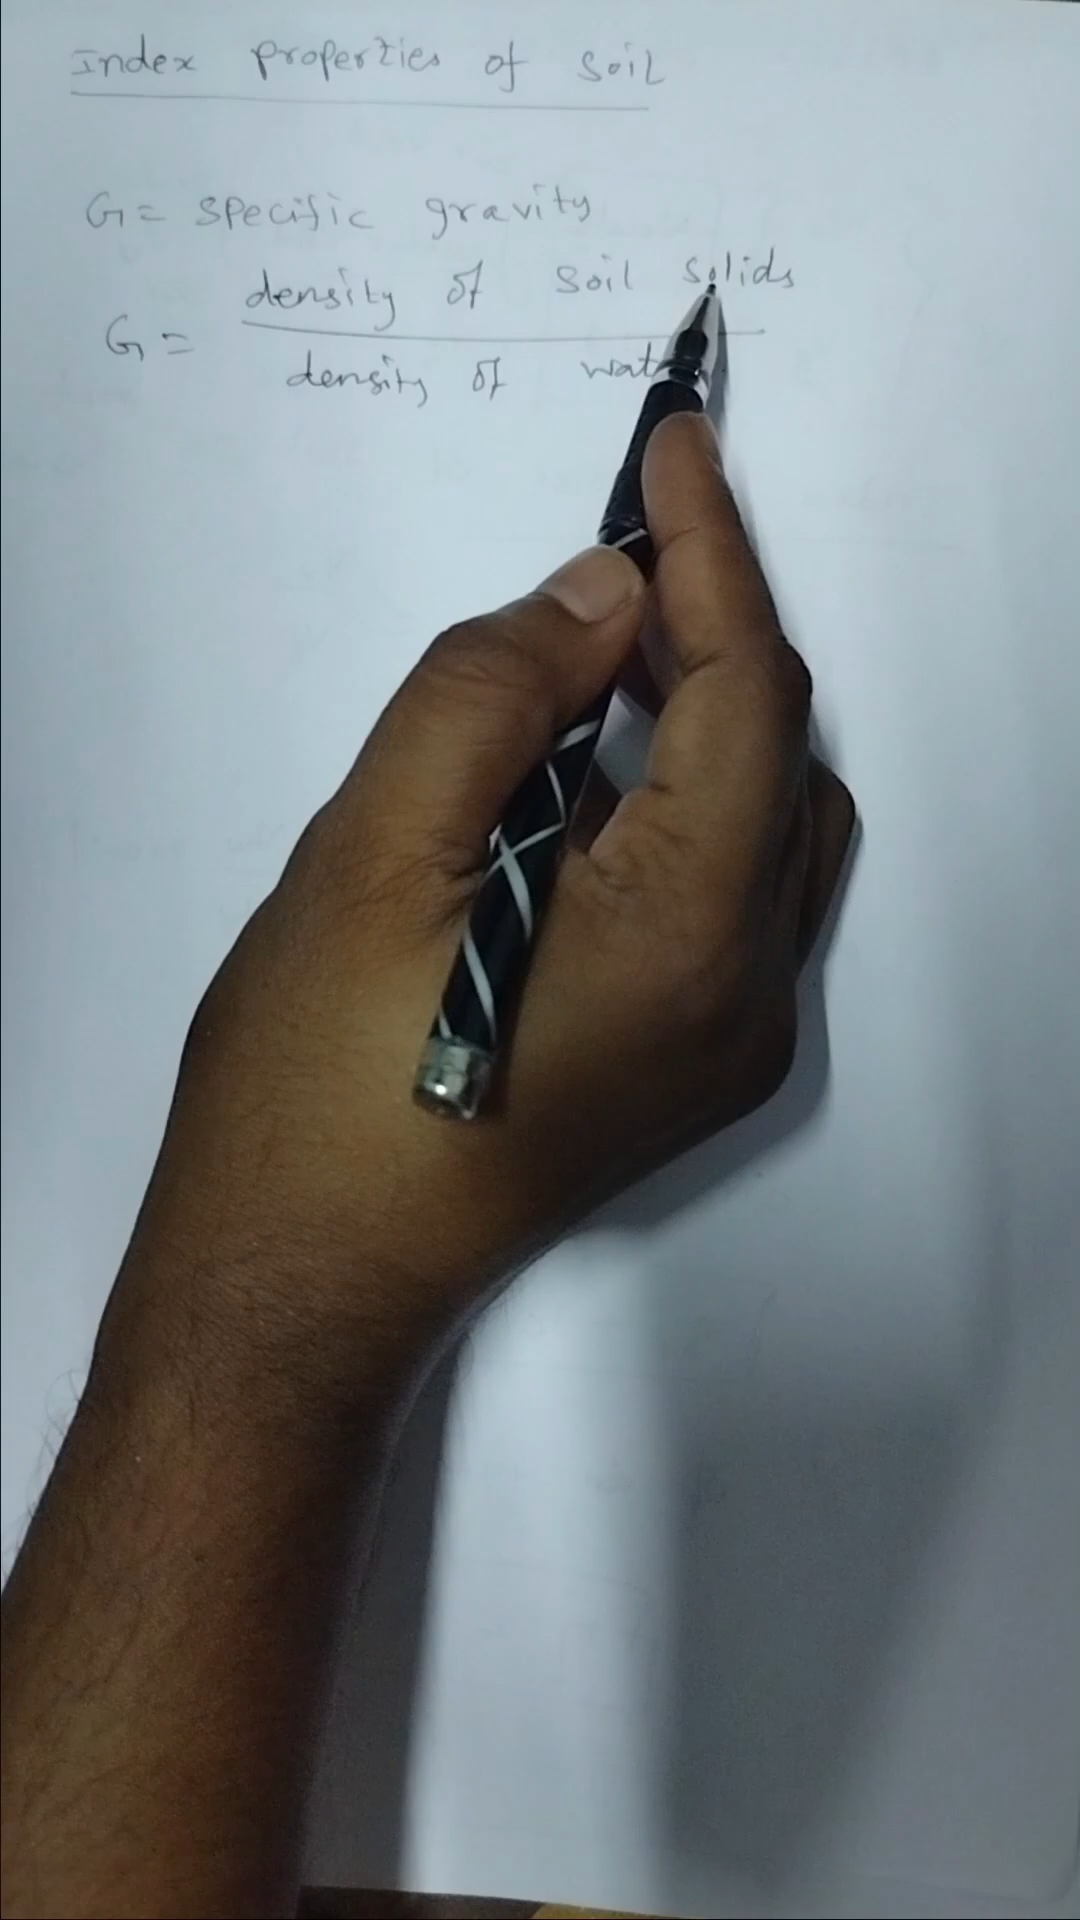 Index properties of soil
G = specific gravity
density of soil solids
G =
density of